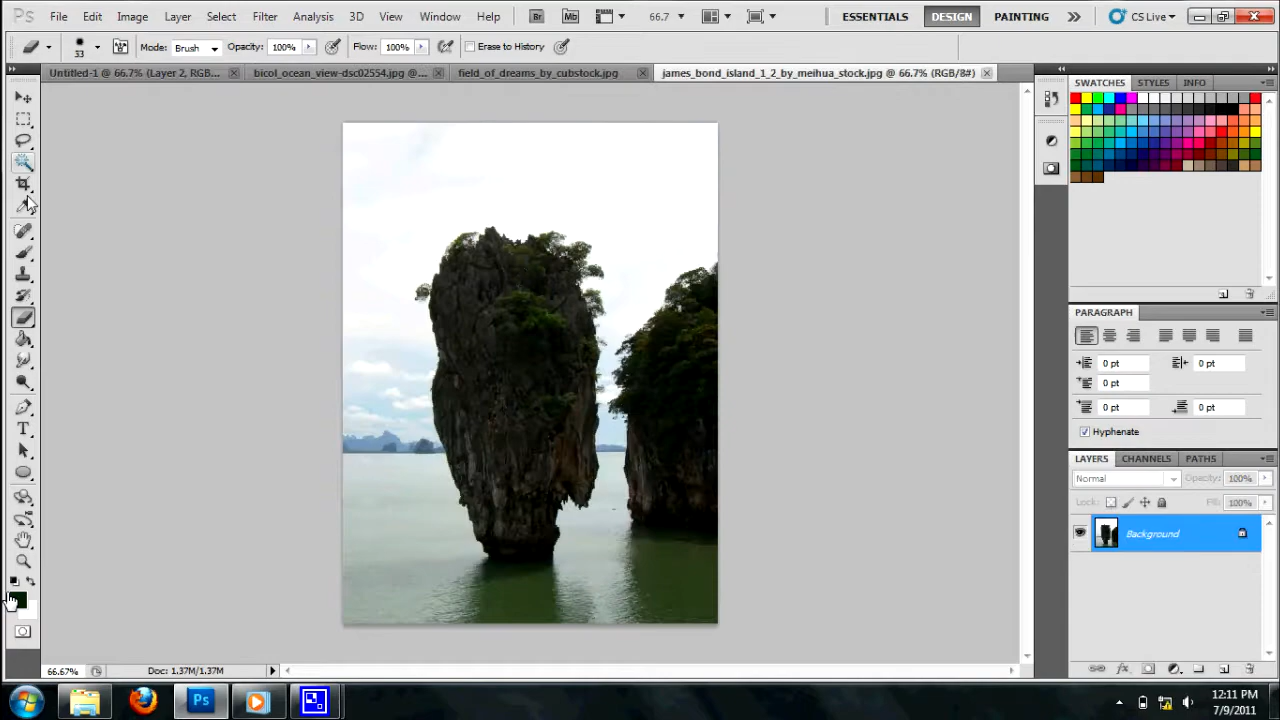 Ps File Edit Image Layer Select Filter Analysis 3D View Window Help Br Mb 66.7 ESSENTIALS DESIGN PAINTING CS Live
33 Mode: Brush Opacity: 100% Flow: 100% Erase to History
Untitled-1 @ 66.7% (Layer 2, RGB... bicol_ocean_view-dsc02554.jpg @ ... field_of_dreams_by_cubstock.jpg james_bond_island_1_2_by_meihua_stock.jpg @ 66.7% (RGB/8#)
SWATCHES STYLES INFO
PARAGRAPH
0 pt 0 pt
0 pt
0 pt 0 pt
Hyphenate
LAYERS CHANNELS PATHS
Normal Opacity: 100%
Lock: Fill: 100%
Background
T
66.67% Doc: 1.37M/1.37M
Ps
12:11 PM
7/9/2011